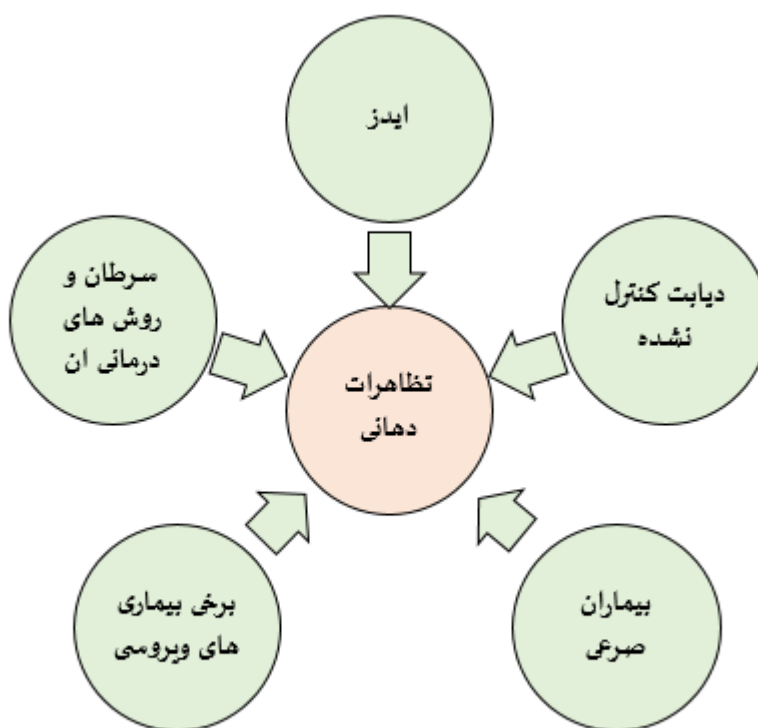 ایدز
سرطان و
روش های
درمانی ان
دیابت کنترل
نشده
تظاهرات
دهانی
برخی بیماری
های ویروسی
بیماران
صرعی